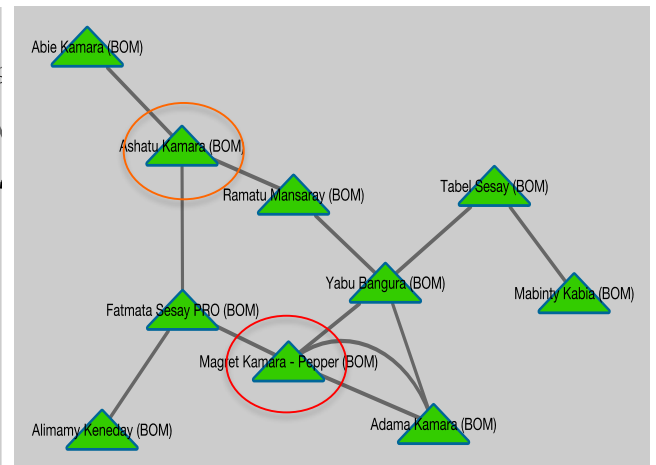 Abie Kamara (BOM)
Ashatu Kamara (BOM)
Ramatu Mansaray (BOM)
Tabel Sesay (BOM)
Yabu Bangura (BOM)
Mabinty Kabia (BOM)
Fatmata Sesay PRO (BOM)
Magret Kamara - Pepper (BOM)
Adama Kamara (BOM)
Alimamy Keneday (BOM)